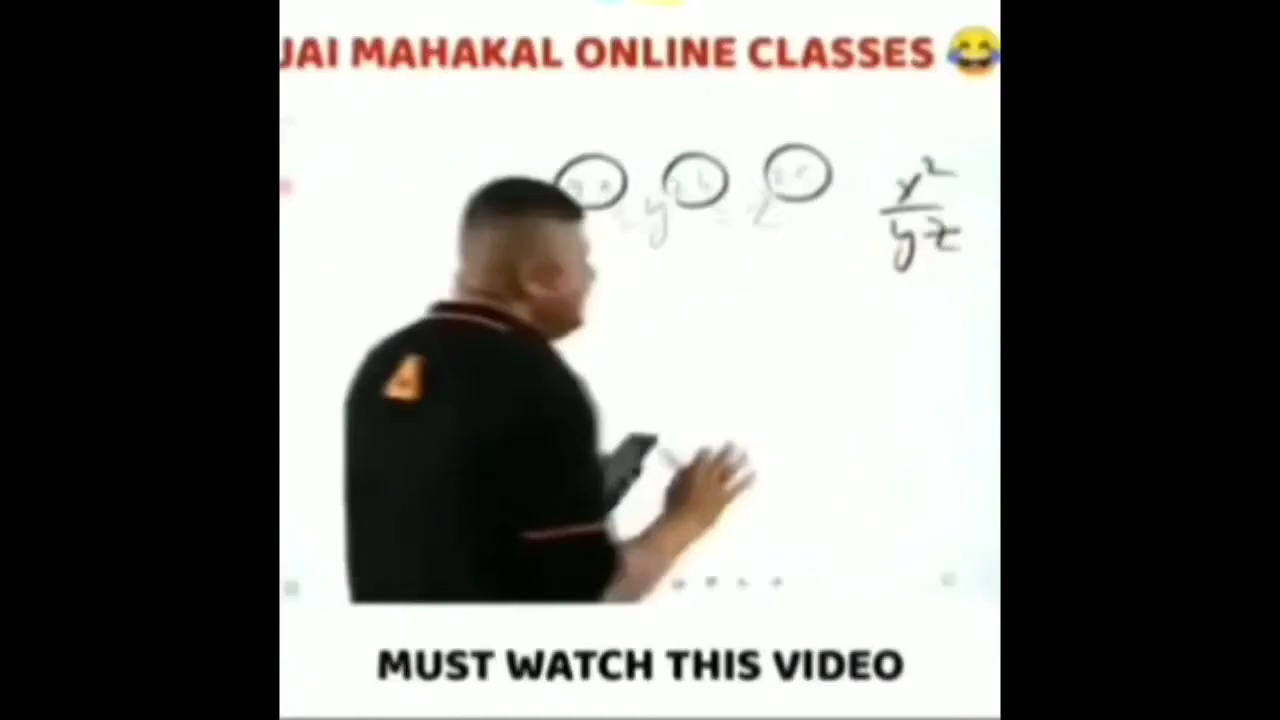 JAI MAHAKAL ONLINE CLASSES 😂
= y = z
x²
yz
MUST WATCH THIS VIDEO